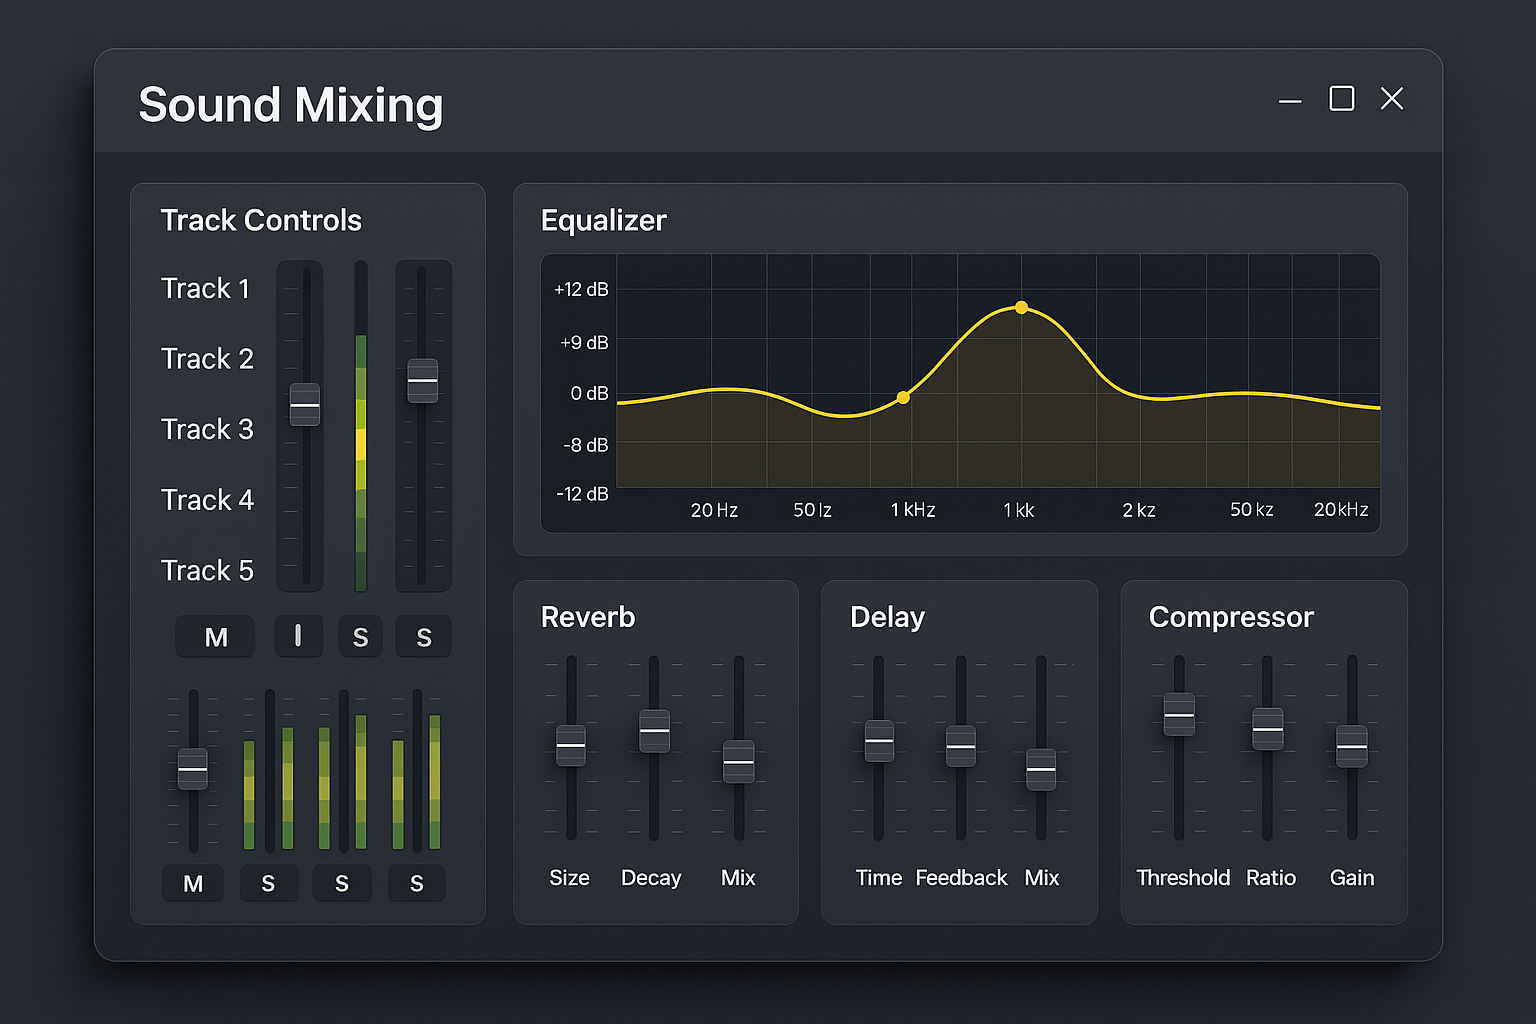 Sound Mixing
Track Controls
Track 1
Track 2
Track 3
Track 4
Track 5
M I S S
M S S S
Equalizer
+12 dB
+9 dB
0 dB
-8 dB
-12 dB
20 Hz 50 lz 1 kHz 1 kk 2 kz 50 kz 20kHz
Reverb
Size Decay Mix
Delay
Time Feedback Mix
Compressor
Threshold Ratio Gain